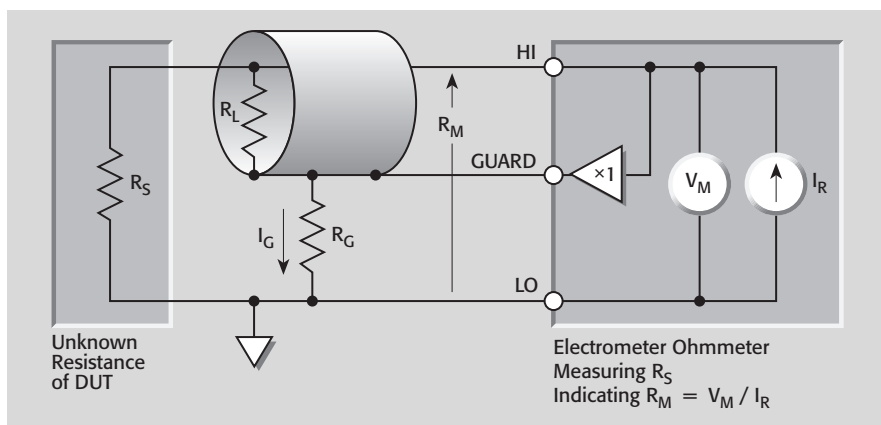 HI
R_L
R_M
GUARD
×1
V_M
I_R
R_S
I_G
R_G
LO
Unknown
Resistance
of DUT
Electrometer Ohmmeter
Measuring R_S
Indicating R_M = V_M / I_R